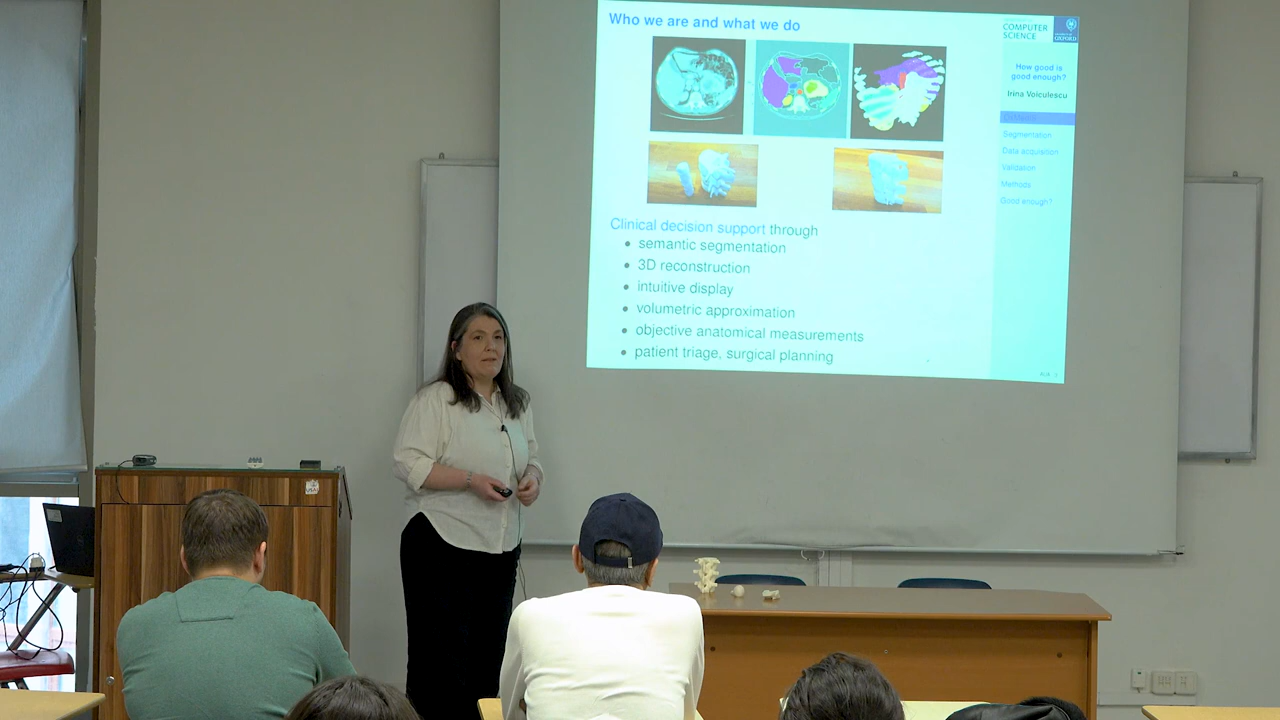 Who we are and what we do
COMPUTER
SCIENCE
OXFORD
How good is
good enough?
Irina Voiculescu
Segmentation
Data acquisition
Validation
Methods
Good enough?
Clinical decision support through
• semantic segmentation
• 3D reconstruction
• intuitive display
• volumetric approximation
• objective anatomical measurements
• patient triage, surgical planning